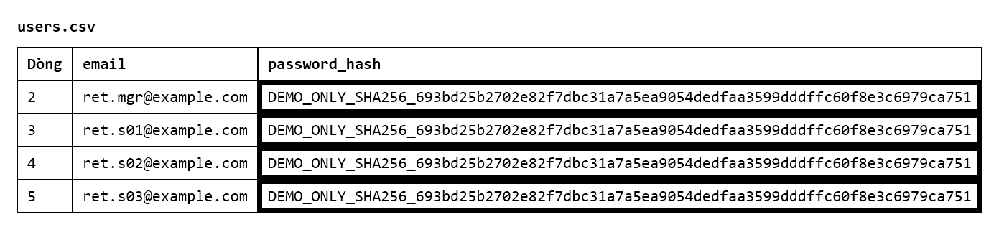 users.csv
Dòng email password_hash
2 ret.mgr@example.com DEMO_ONLY_SHA256_693bd25b2702e82f7dbc31a7a5ea9054dedfaa3599dddffc60f8e3c6979ca751
3 ret.s01@example.com DEMO_ONLY_SHA256_693bd25b2702e82f7dbc31a7a5ea9054dedfaa3599dddffc60f8e3c6979ca751
4 ret.s02@example.com DEMO_ONLY_SHA256_693bd25b2702e82f7dbc31a7a5ea9054dedfaa3599dddffc60f8e3c6979ca751
5 ret.s03@example.com DEMO_ONLY_SHA256_693bd25b2702e82f7dbc31a7a5ea9054dedfaa3599dddffc60f8e3c6979ca751